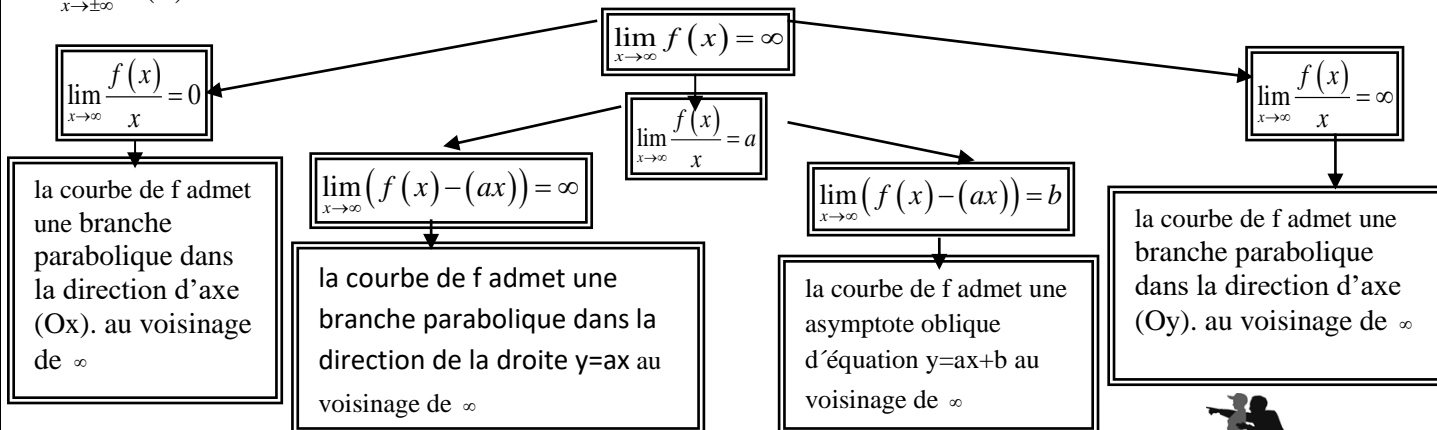 x→±∞
lim f(x) = ∞
x→∞
lim f(x)/x = 0
x→∞
lim f(x)/x = a
x→∞
lim f(x)/x = ∞
x→∞
lim (f(x)−(ax)) = ∞
x→∞
lim (f(x)−(ax)) = b
x→∞
la courbe de f admet
une branche
parabolique dans
la direction d’axe
(Ox). au voisinage
de ∞
la courbe de f admet une
branche parabolique dans la
direction de la droite y=ax au
voisinage de ∞
la courbe de f admet une
asymptote oblique
d´équation y=ax+b au
voisinage de ∞
la courbe de f admet une
branche parabolique
dans la direction d’axe
(Oy). au voisinage de ∞